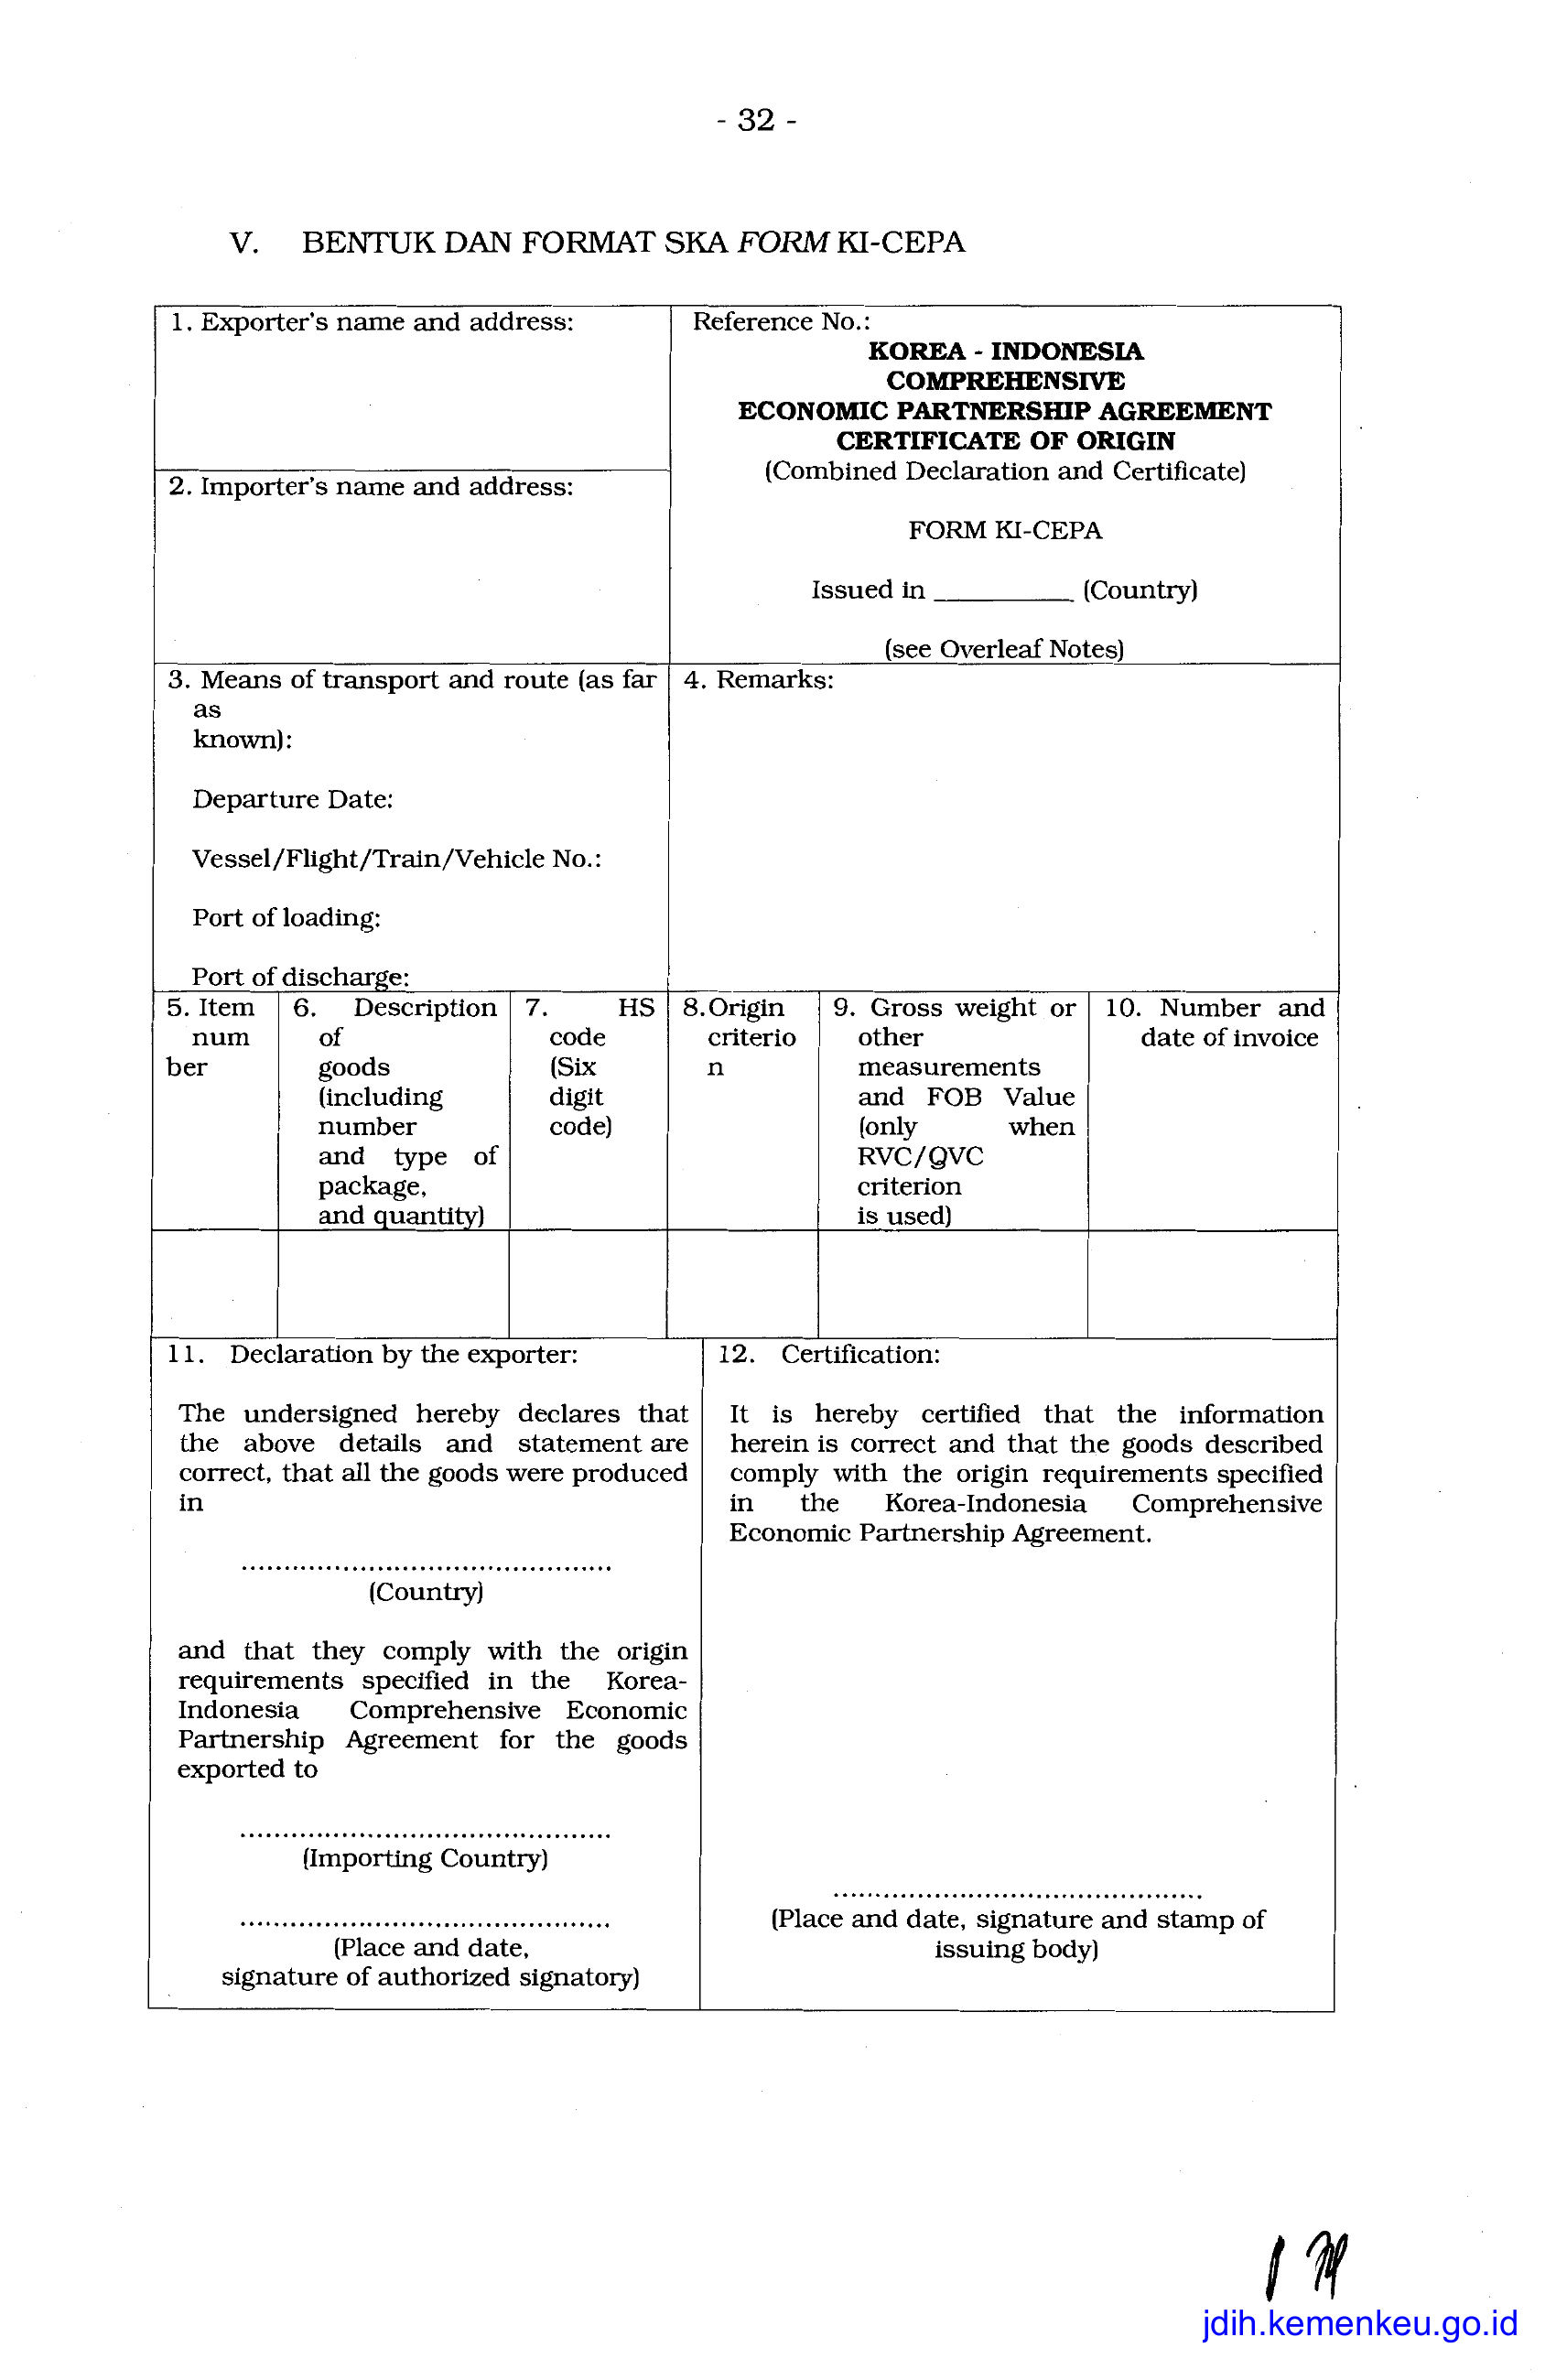 - 32 -
V. BENTUK DAN FORMAT SKA FORM KI-CEPA
1. Exporter's name and address:
Reference No.:
KOREA - INDONESIA
COMPREHENSIVE
ECONOMIC PARTNERSHIP AGREEMENT
CERTIFICATE OF ORIGIN
(Combined Declaration and Certificate)
FORM KI-CEPA
Issued in __________ (Country)
(see Overleaf Notes)
2. Importer's name and address:
3. Means of transport and route (as far
as
known):
Departure Date:
Vessel/Flight/Train/Vehicle No.:
Port of loading:
Port of discharge:
4. Remarks:
5. Item
num
ber
6. Description
of
goods
(including
number
and type of
package,
and quantity)
7. HS
code
(Six
digit
code)
8.Origin
criterio
n
9. Gross weight or
other
measurements
and FOB Value
(only when
RVC/QVC
criterion
is used)
10. Number and
date of invoice
11. Declaration by the exporter:
The undersigned hereby declares that
the above details and statement are
correct, that all the goods were produced
in
............................................
(Country)
and that they comply with the origin
requirements specified in the Korea-
Indonesia Comprehensive Economic
Partnership Agreement for the goods
exported to
............................................
(Importing Country)
............................................
(Place and date,
signature of authorized signatory)
12. Certification:
It is hereby certified that the information
herein is correct and that the goods described
comply with the origin requirements specified
in the Korea-Indonesia Comprehensive
Economic Partnership Agreement.
............................................
(Place and date, signature and stamp of
issuing body)
jdih.kemenkeu.go.id